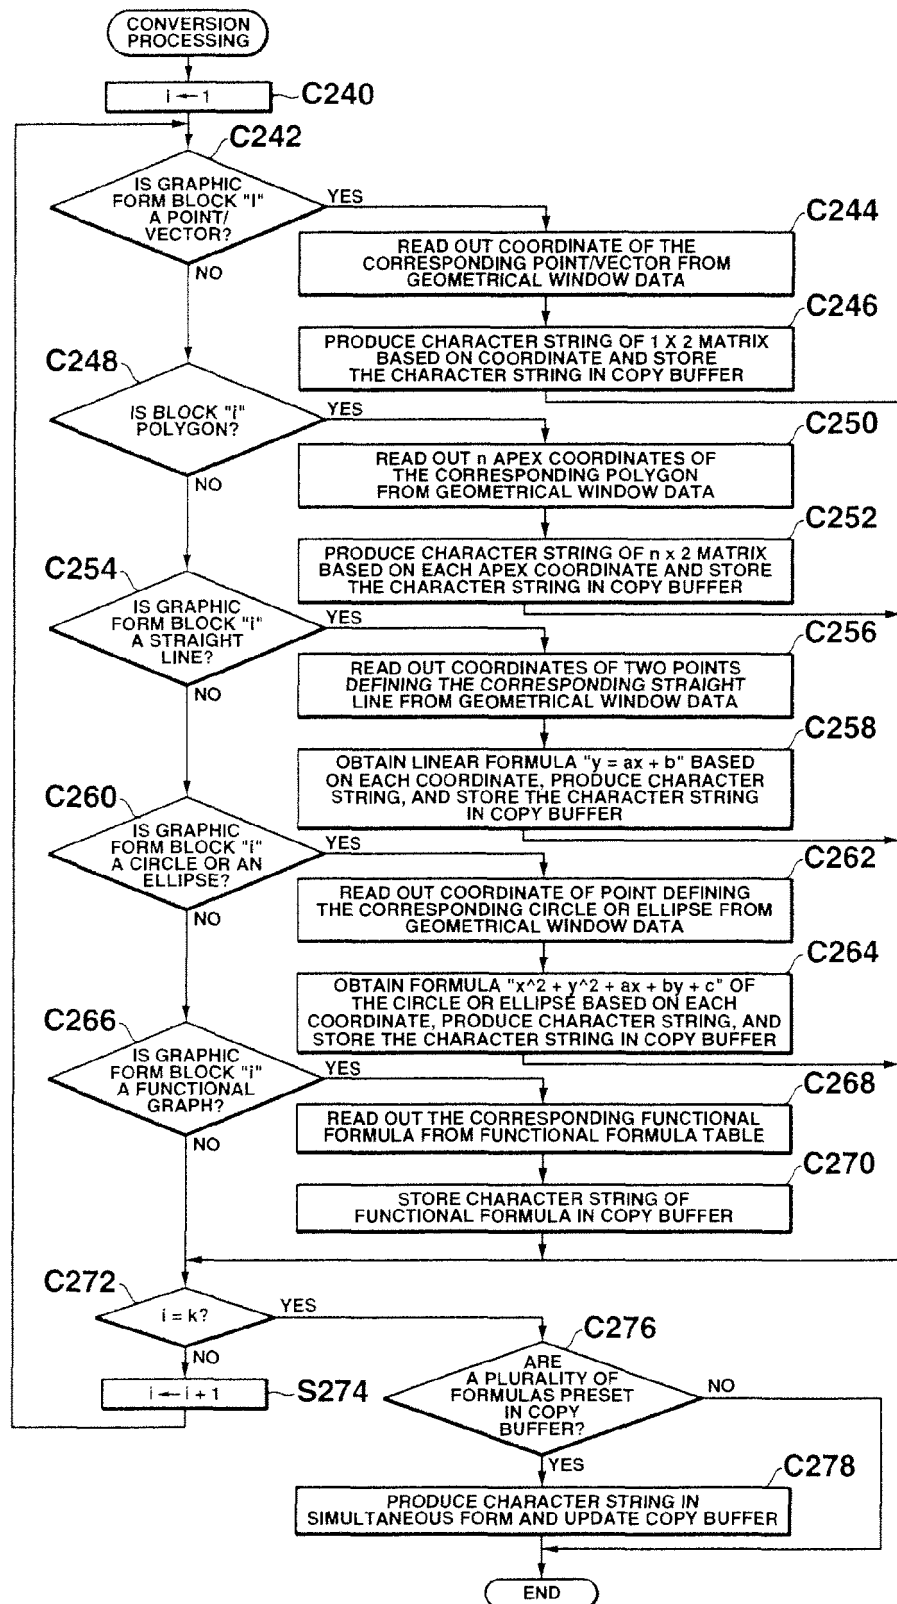 CONVERSION
PROCESSING
i ← 1
C240
C242
IS GRAPHIC
FORM BLOCK "I"
A POINT/
VECTOR?
YES
NO
C244
READ OUT COORDINATE OF THE
CORRESPONDING POINT/VECTOR FROM
GEOMETRICAL WINDOW DATA
C246
PRODUCE CHARACTER STRING OF 1 X 2 MATRIX
BASED ON COORDINATE AND STORE
THE CHARACTER STRING IN COPY BUFFER
C248
IS BLOCK "i"
POLYGON?
YES
NO
C250
READ OUT n APEX COORDINATES OF
THE CORRESPONDING POLYGON
FROM GEOMETRICAL WINDOW DATA
C252
PRODUCE CHARACTER STRING OF n x 2 MATRIX
BASED ON EACH APEX COORDINATE AND STORE
THE CHARACTER STRING IN COPY BUFFER
C254
IS GRAPHIC
FORM BLOCK "i"
A STRAIGHT
LINE?
YES
NO
C256
READ OUT COORDINATES OF TWO POINTS
DEFINING THE CORRESPONDING STRAIGHT
LINE FROM GEOMETRICAL WINDOW DATA
C258
OBTAIN LINEAR FORMULA "y = ax + b" BASED
ON EACH COORDINATE, PRODUCE CHARACTER
STRING, AND STORE THE CHARACTER STRING
IN COPY BUFFER
C260
IS GRAPHIC
FORM BLOCK "i"
A CIRCLE OR AN
ELLIPSE?
YES
NO
C262
READ OUT COORDINATE OF POINT DEFINING
THE CORRESPONDING CIRCLE OR ELLIPSE FROM
GEOMETRICAL WINDOW DATA
C264
OBTAIN FORMULA "x^2 + y^2 + ax + by + c" OF
THE CIRCLE OR ELLIPSE BASED ON EACH
COORDINATE, PRODUCE CHARACTER STRING, AND
STORE THE CHARACTER STRING IN COPY BUFFER
C266
IS GRAPHIC
FORM BLOCK "i"
A FUNCTIONAL
GRAPH?
YES
NO
C268
READ OUT THE CORRESPONDING FUNCTIONAL
FORMULA FROM FUNCTIONAL FORMULA TABLE
C270
STORE CHARACTER STRING OF
FUNCTIONAL FORMULA IN COPY BUFFER
C272
i = k?
YES
NO
i ← i + 1
S274
C276
ARE
A PLURALITY OF
FORMULAS PRESET
IN COPY
BUFFER?
NO
YES
C278
PRODUCE CHARACTER STRING IN
SIMULTANEOUS FORM AND UPDATE COPY BUFFER
END